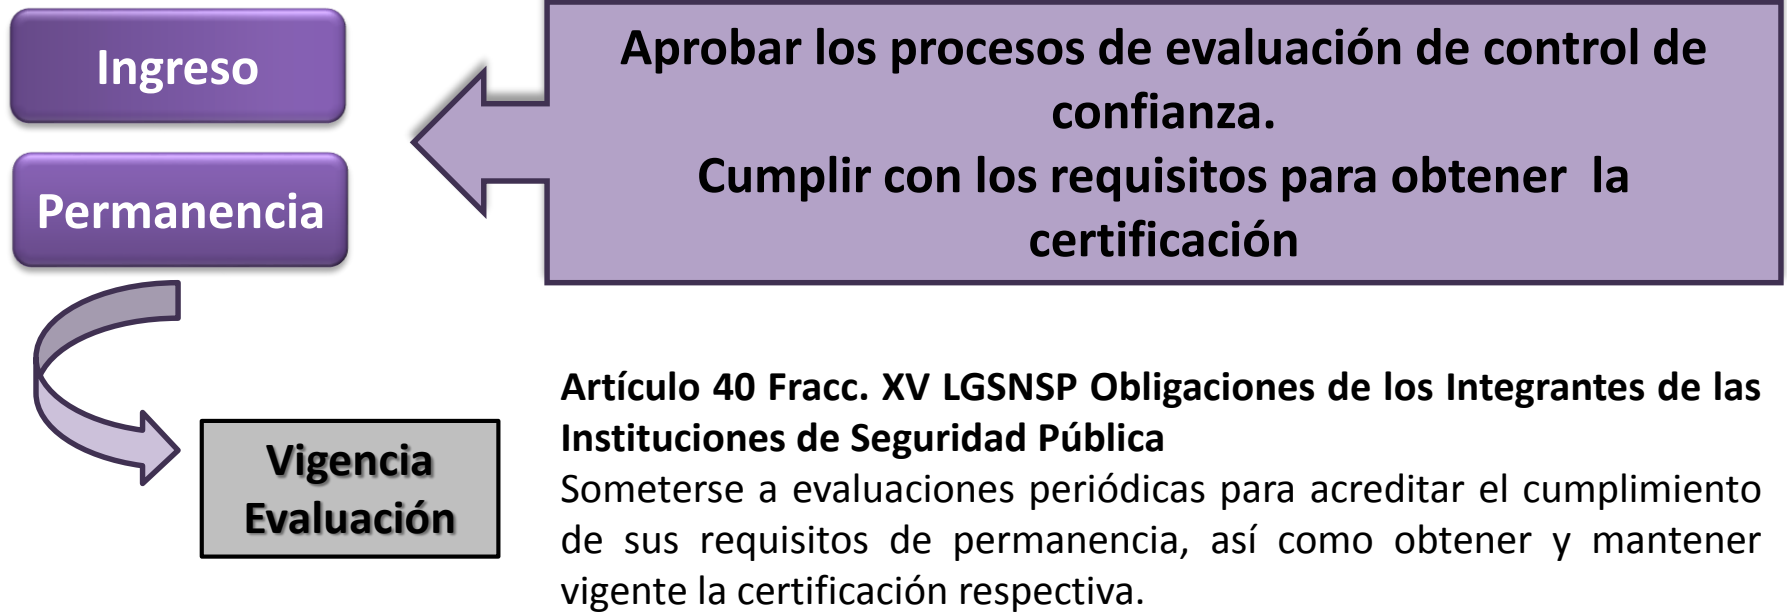 Ingreso
Permanencia
Aprobar los procesos de evaluación de control de
confianza.
Cumplir con los requisitos para obtener la
certificación
Vigencia
Evaluación
Artículo 40 Fracc. XV LGSNSP Obligaciones de los Integrantes de las
Instituciones de Seguridad Pública
Someterse a evaluaciones periódicas para acreditar el cumplimiento
de sus requisitos de permanencia, así como obtener y mantener
vigente la certificación respectiva.